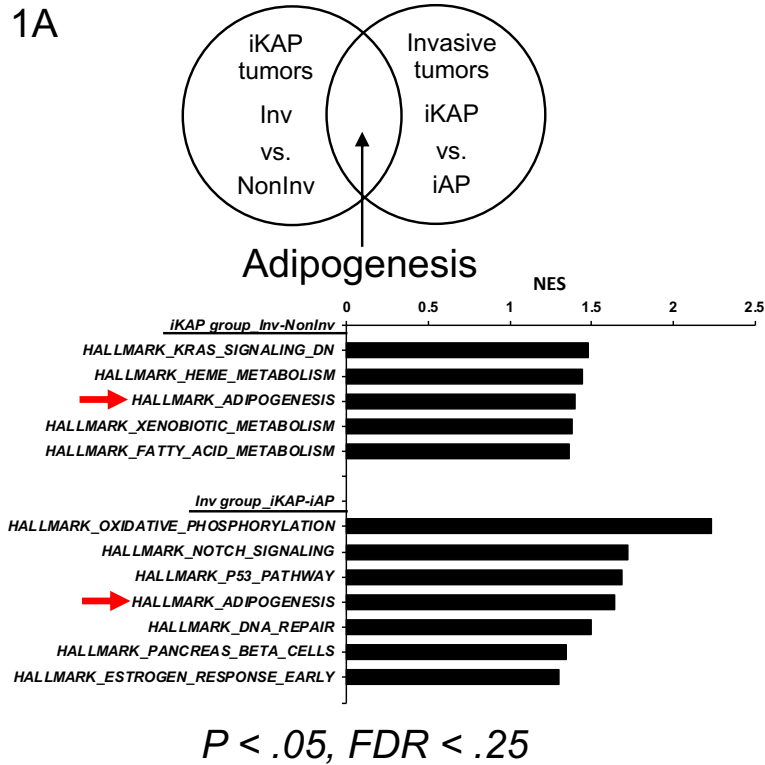 1A
iKAP
tumors
Inv
vs.
NonInv
Invasive
tumors
iKAP
vs.
iAP
Adipogenesis
NES
0 0.5 1 1.5 2 2.5
iKAP group_Inv-NonInv
HALLMARK_KRAS_SIGNALING_DN
HALLMARK_HEME_METABOLISM
HALLMARK_ADIPOGENESIS
HALLMARK_XENOBIOTIC_METABOLISM
HALLMARK_FATTY_ACID_METABOLISM
Inv group_iKAP-iAP
HALLMARK_OXIDATIVE_PHOSPHORYLATION
HALLMARK_NOTCH_SIGNALING
HALLMARK_P53_PATHWAY
HALLMARK_ADIPOGENESIS
HALLMARK_DNA_REPAIR
HALLMARK_PANCREAS_BETA_CELLS
HALLMARK_ESTROGEN_RESPONSE_EARLY
P < .05, FDR < .25